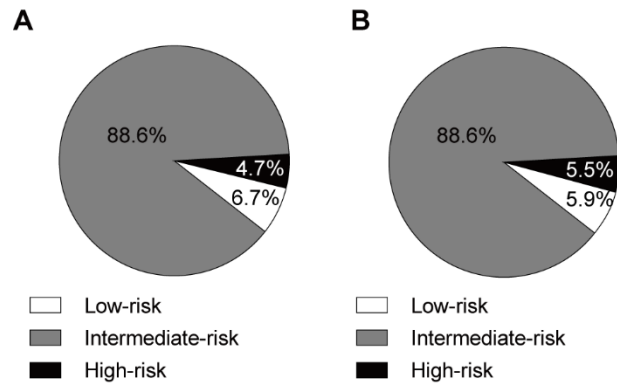 A
88.6%
4.7%
6.7%
Low-risk
Intermediate-risk
High-risk
B
88.6%
5.5%
5.9%
Low-risk
Intermediate-risk
High-risk